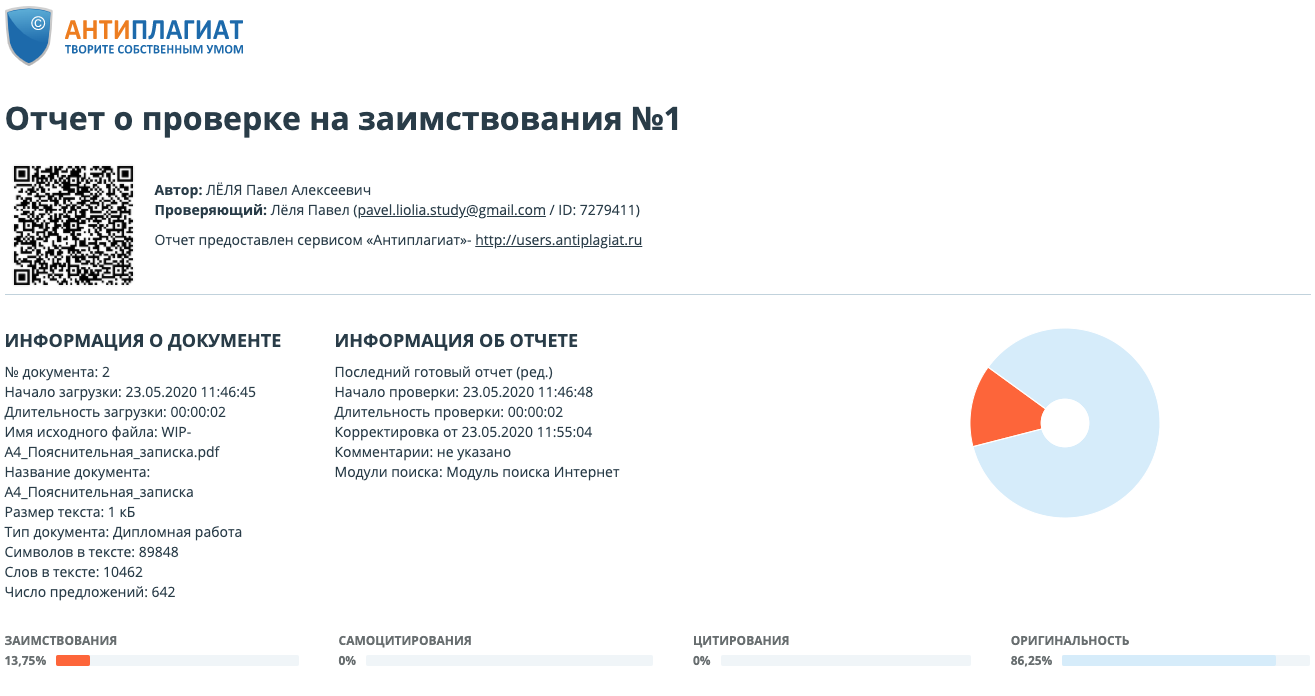 ©
АНТИПЛАГИАТ
ТВОРИТЕ СОБСТВЕННЫМ УМОМ
Отчет о проверке на заимствования №1
Автор: ЛЁЛЯ Павел Алексеевич
Проверяющий: Лёля Павел (pavel.liolia.study@gmail.com / ID: 7279411)
Отчет предоставлен сервисом «Антиплагиат»- http://users.antiplagiat.ru
ИНФОРМАЦИЯ О ДОКУМЕНТЕ
№ документа: 2
Начало загрузки: 23.05.2020 11:46:45
Длительность загрузки: 00:00:02
Имя исходного файла: WIP-
A4_Пояснительная_записка.pdf
Название документа:
A4_Пояснительная_записка
Размер текста: 1 кБ
Тип документа: Дипломная работа
Символов в тексте: 89848
Слов в тексте: 10462
Число предложений: 642
ИНФОРМАЦИЯ ОБ ОТЧЕТЕ
Последний готовый отчет (ред.)
Начало проверки: 23.05.2020 11:46:48
Длительность проверки: 00:00:02
Корректировка от 23.05.2020 11:55:04
Комментарии: не указано
Модули поиска: Модуль поиска Интернет
ЗАИМСТВОВАНИЯ
13,75%
САМОЦИТИРОВАНИЯ
0%
ЦИТИРОВАНИЯ
0%
ОРИГИНАЛЬНОСТЬ
86,25%